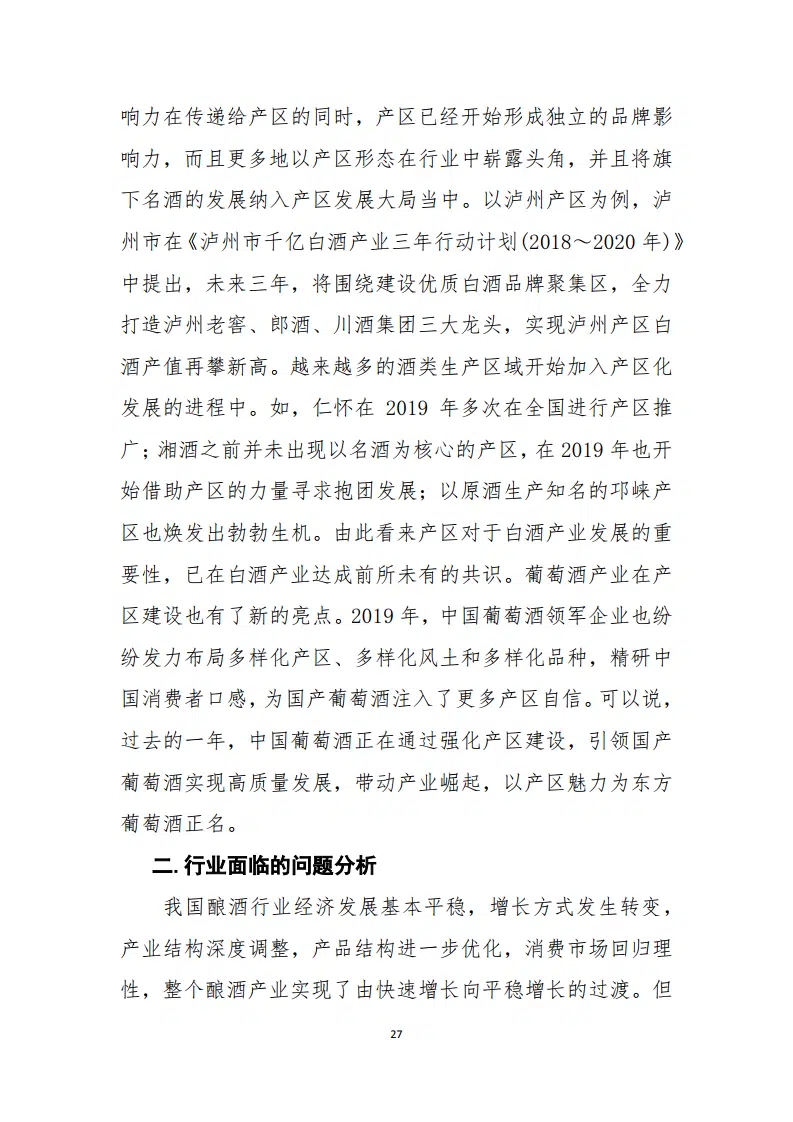 响力在传递给产区的同时，产区已经开始形成独立的品牌影
响力，而且更多地以产区形态在行业中崭露头角，并且将旗
下名酒的发展纳入产区发展大局当中。以泸州产区为例，泸
州市在《泸州市千亿白酒产业三年行动计划(2018～2020 年)》
中提出，未来三年，将围绕建设优质白酒品牌聚集区，全力
打造泸州老窖、郎酒、川酒集团三大龙头，实现泸州产区白
酒产值再攀新高。越来越多的酒类生产区域开始加入产区化
发展的进程中。如，仁怀在 2019 年多次在全国进行产区推
广；湘酒之前并未出现以名酒为核心的产区，在 2019 年也开
始借助产区的力量寻求抱团发展；以原酒生产知名的邛崃产
区也焕发出勃勃生机。由此看来产区对于白酒产业发展的重
要性，已在白酒产业达成前所未有的共识。葡萄酒产业在产
区建设也有了新的亮点。2019 年，中国葡萄酒领军企业也纷
纷发力布局多样化产区、多样化风土和多样化品种，精研中
国消费者口感，为国产葡萄酒注入了更多产区自信。可以说，
过去的一年，中国葡萄酒正在通过强化产区建设，引领国产
葡萄酒实现高质量发展，带动产业崛起，以产区魅力为东方
葡萄酒正名。
二.行业面临的问题分析
我国酿酒行业经济发展基本平稳，增长方式发生转变，
产业结构深度调整，产品结构进一步优化，消费市场回归理
性，整个酿酒产业实现了由快速增长向平稳增长的过渡。但
27